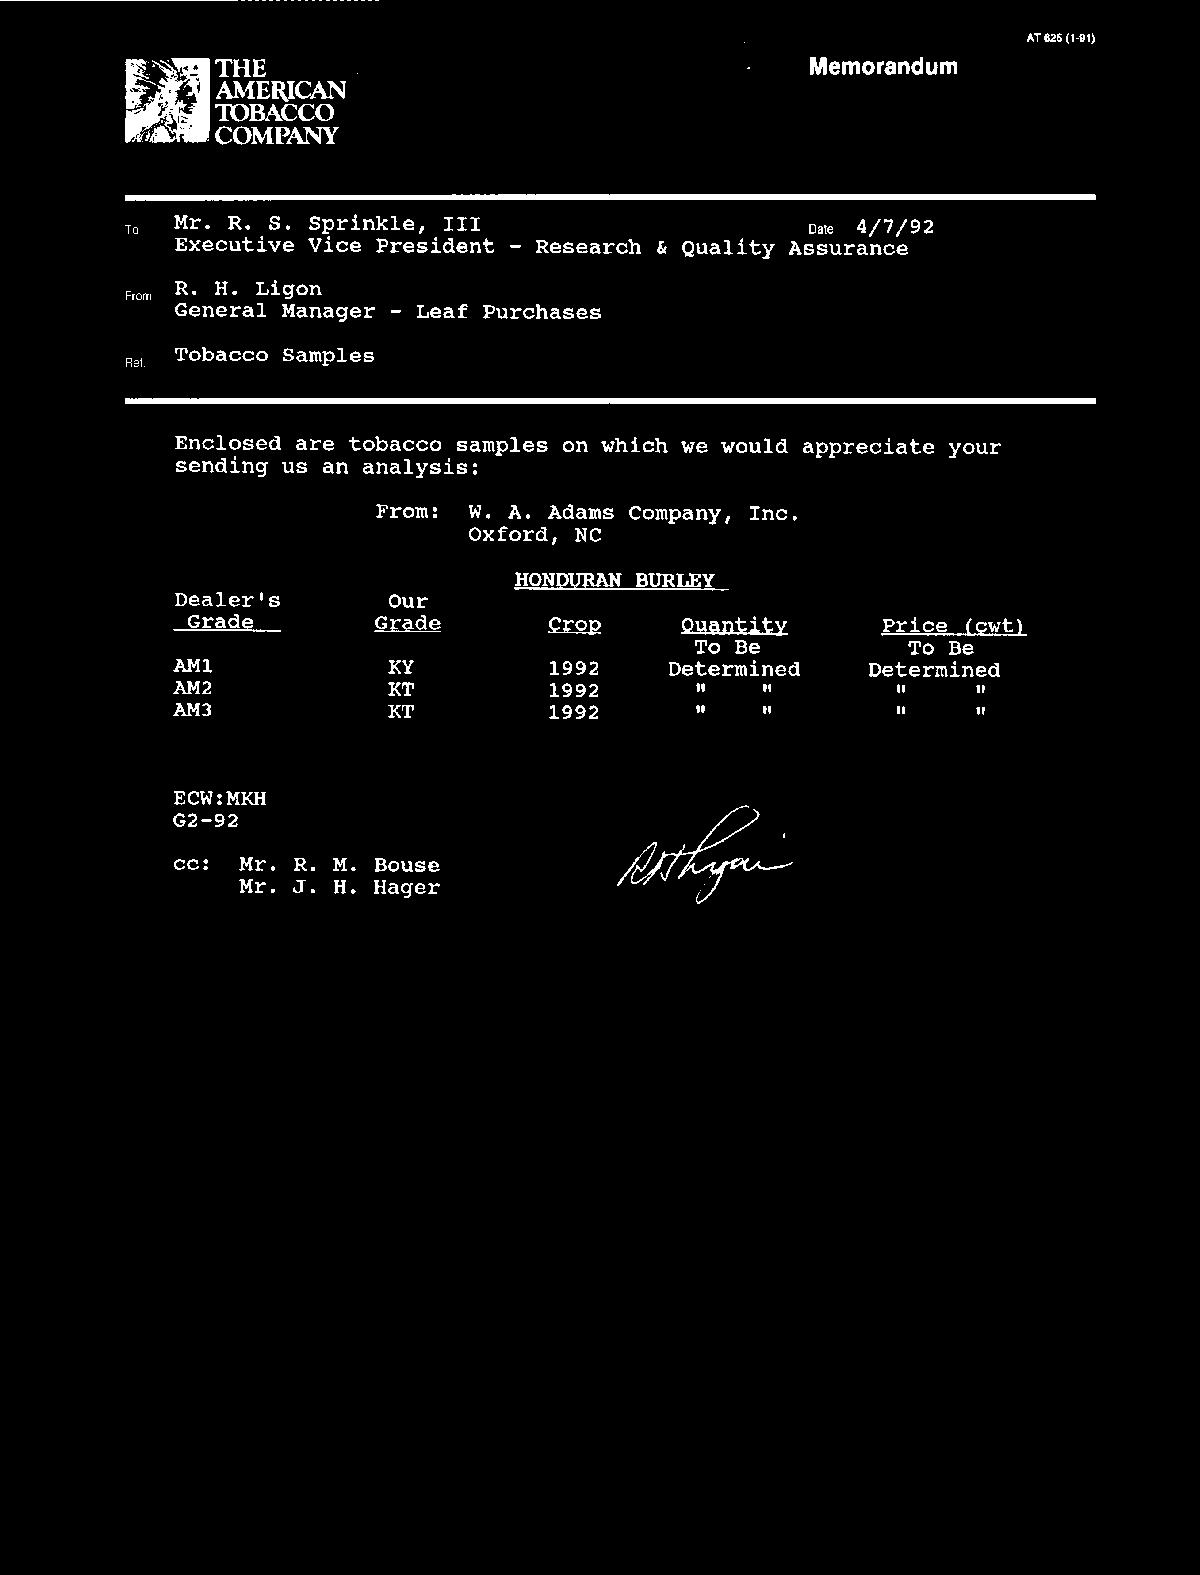 AT 625 (1-91)
THE
AMERICAN
TOBACCO
COMPANY
Memorandum
To Mr. R. S. Sprinkle, III Date 4/7/92
Executive Vice President - Research & Quality Assurance
From R. H. Ligon
General Manager - Leaf Purchases
Ref. Tobacco Samples
Enclosed are tobacco samples on which we would appreciate your
sending us an analysis:
From: W. A. Adams Company, Inc.
Oxford, NC
HONDURAN BURLEY
Dealer's Our
Grade Grade Crop Quantity Price (cwt)
To Be To Be
AM1 KY 1992 Determined Determined
AM2 KT 1992 " " " "
AM3 KT 1992 " " " "
ECW:MKH
G2-92
cc: Mr. R. M. Bouse
Mr. J. H. Hager